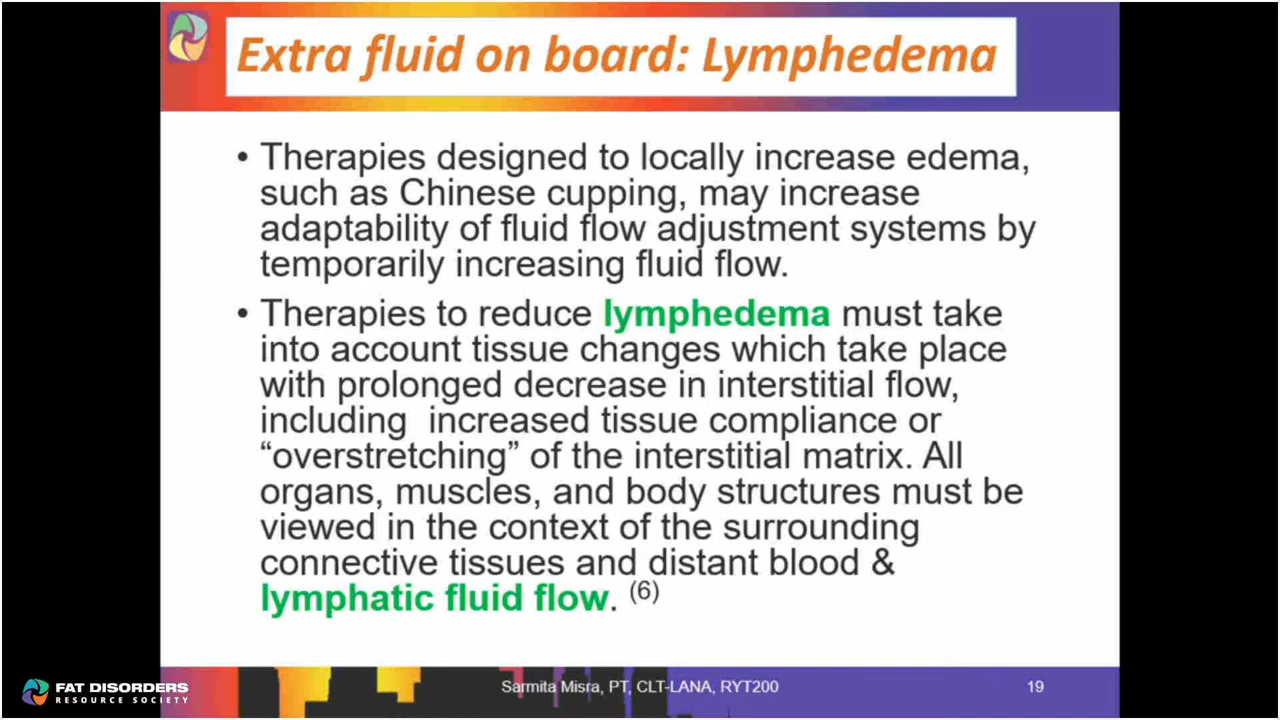 Extra fluid on board: Lymphedema
• Therapies designed to locally increase edema,
such as Chinese cupping, may increase
adaptability of fluid flow adjustment systems by
temporarily increasing fluid flow.
• Therapies to reduce lymphedema must take
into account tissue changes which take place
with prolonged decrease in interstitial flow,
including  increased tissue compliance or
“overstretching” of the interstitial matrix. All
organs, muscles, and body structures must be
viewed in the context of the surrounding
connective tissues and distant blood &
lymphatic fluid flow. (6)
Sarmita Misra, PT, CLT-LANA, RYT200
19
FAT DISORDERS
RESOURCE SOCIETY